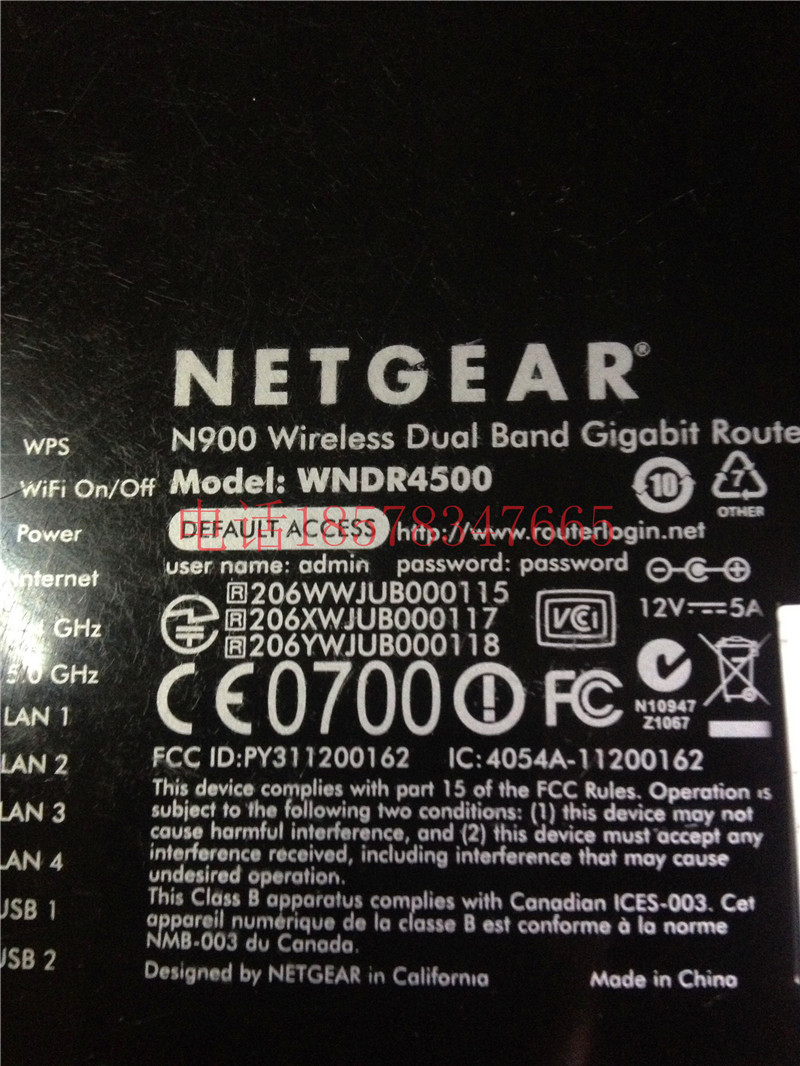 NETGEAR®
N900 Wireless Dual Band Gigabit Route
WPS
WiFi On/Off
Model: WNDR4500
10
7
OTHER
Power
DEFAULT ACCESS http://www.routerlogin.net
电话18578347665
user name: admin password: password
Internet
R 206WWJUB000115
R 206XWJUB000117
R 206YWJUB000118
VCCI
12V 5A
GHz
5.0 GHz
N10947
Z1067
CE0700 FC
LAN 1
LAN 2
LAN 3
LAN 4
USB 1
USB 2
FCC ID:PY311200162 IC:4054A-11200162
This device complies with part 15 of the FCC Rules. Operation is
subject to the following two conditions: (1) this device may not
cause harmful interference, and (2) this device must accept any
interference received, including interference that may cause
undesired operation.
This Class B apparatus complies with Canadian ICES-003. Cet
appareil numérique de la classe B est conforme à la norme
NMB-003 du Canada.
Designed by NETGEAR in California Made in China